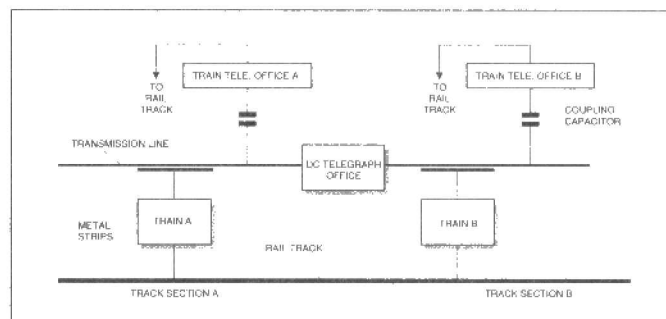 TRAIN TELE. OFFICE A
TRAIN TELE. OFFICE B
TO
RAIL
TRACK
TO
RAIL
TRACK
COUPLING
CAPACITOR
TRANSMISSION LINE
DC TELEGRAPH
OFFICE
METAL
STRIPS
TRAIN A
TRAIN B
RAIL TRACK
TRACK SECTION A
TRACK SECTION B